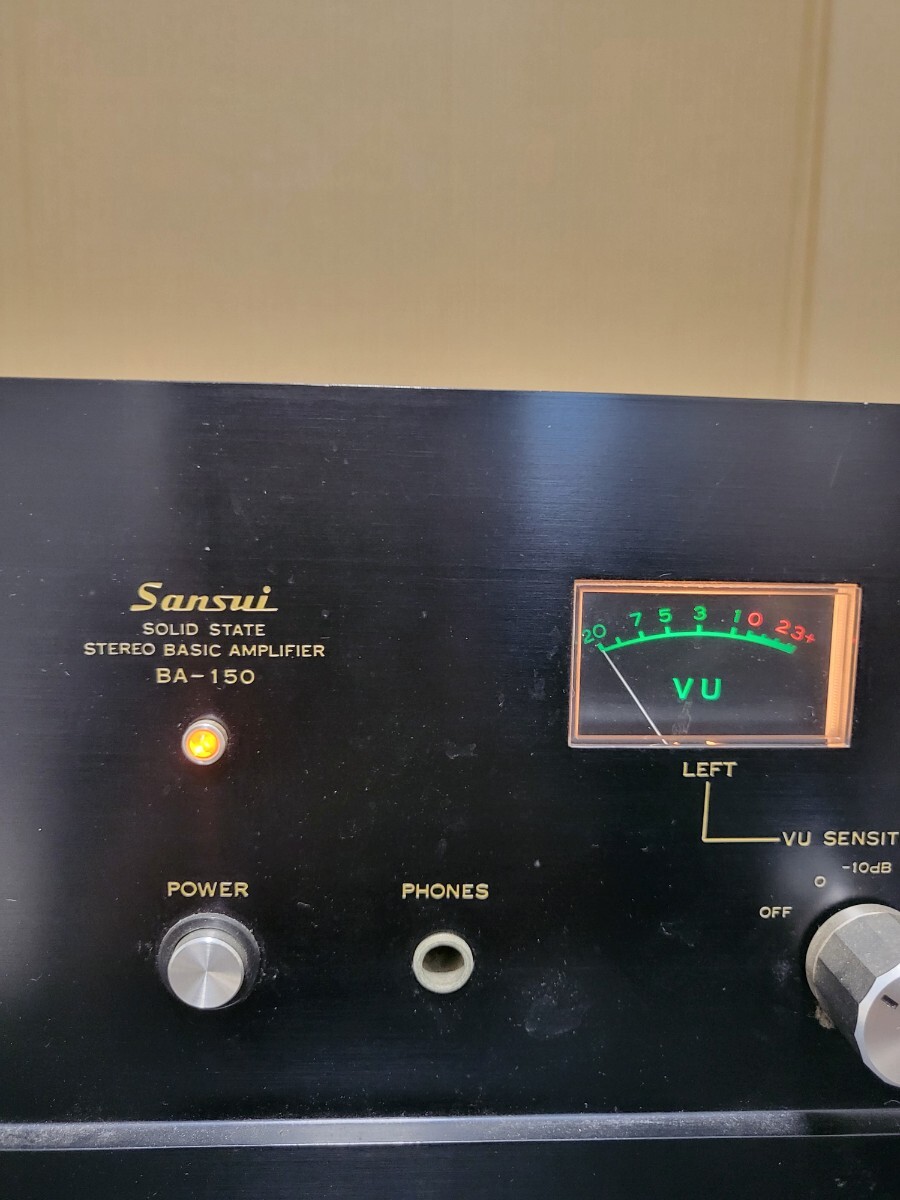 Sansui
SOLID STATE
STEREO BASIC AMPLIFIER
BA-150
20 7 5 3 1 0 2 3+
VU
LEFT
VU SENSIT
0 -10dB
OFF
POWER
PHONES